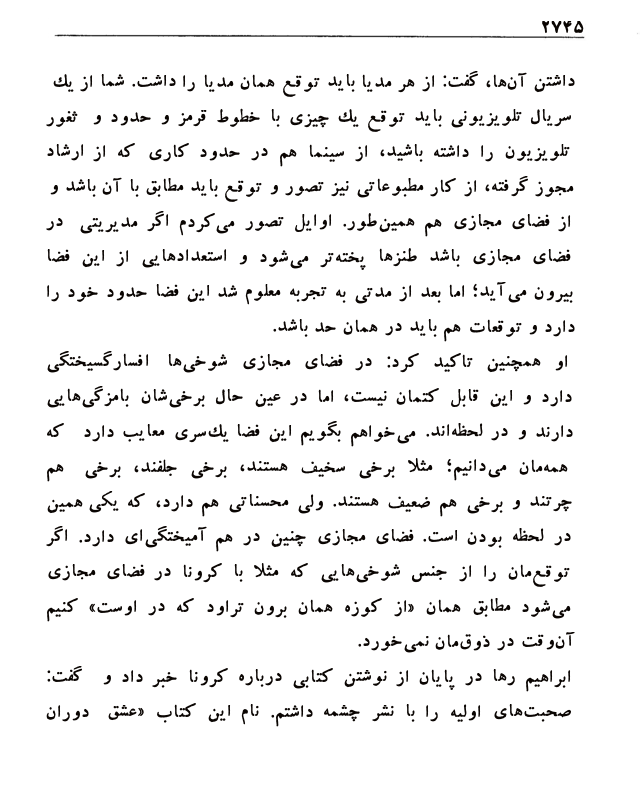 ۲۷۴۵
داشتن آن‌ها، گفت: از هر مدیا باید توقع همان مدیا را داشت. شما از یك
سریال تلویزیونی باید توقع یك چیزی با خطوط قرمز و حدود و ثغور
تلویزیون را داشته باشید، از سینما هم در حدود کاری که از ارشاد
مجوز گرفته، از کار مطبوعاتی نیز تصور و توقع باید مطابق با آن باشد و
از فضای مجازی هم همین‌طور. اوایل تصور می‌کردم اگر مدیریتی در
فضای مجازی باشد طنزها پخته‌تر می‌شود و استعدادهایی از این فضا
بیرون می‌آید؛ اما بعد از مدتی به تجربه معلوم شد این فضا حدود خود را
دارد و توقعات هم باید در همان حد باشد.
او همچنین تاکید کرد: در فضای مجازی شوخی‌ها افسارگسیختگی
دارد و این قابل کتمان نیست، اما در عین حال برخی‌شان بامزگی‌هایی
دارند و در لحظه‌اند. می‌خواهم بگویم این فضا یك‌سری معایب دارد که
همه‌مان می‌دانیم؛ مثلا برخی سخیف هستند، برخی جلفند، برخی هم
چرتند و برخی هم ضعیف هستند. ولی محسناتی هم دارد، که یکی همین
در لحظه بودن است. فضای مجازی چنین در هم آمیختگی‌ای دارد. اگر
توقع‌مان را از جنس شوخی‌هایی که مثلا با کرونا در فضای مجازی
می‌شود مطابق همان «از کوزه همان برون تراود که در اوست» کنیم
آن‌وقت در ذوق‌مان نمی‌خورد.
ابراهیم رها در پایان از نوشتن کتابی درباره کرونا خبر داد و گفت:
صحبت‌های اولیه را با نشر چشمه داشتم. نام این کتاب «عشق دوران